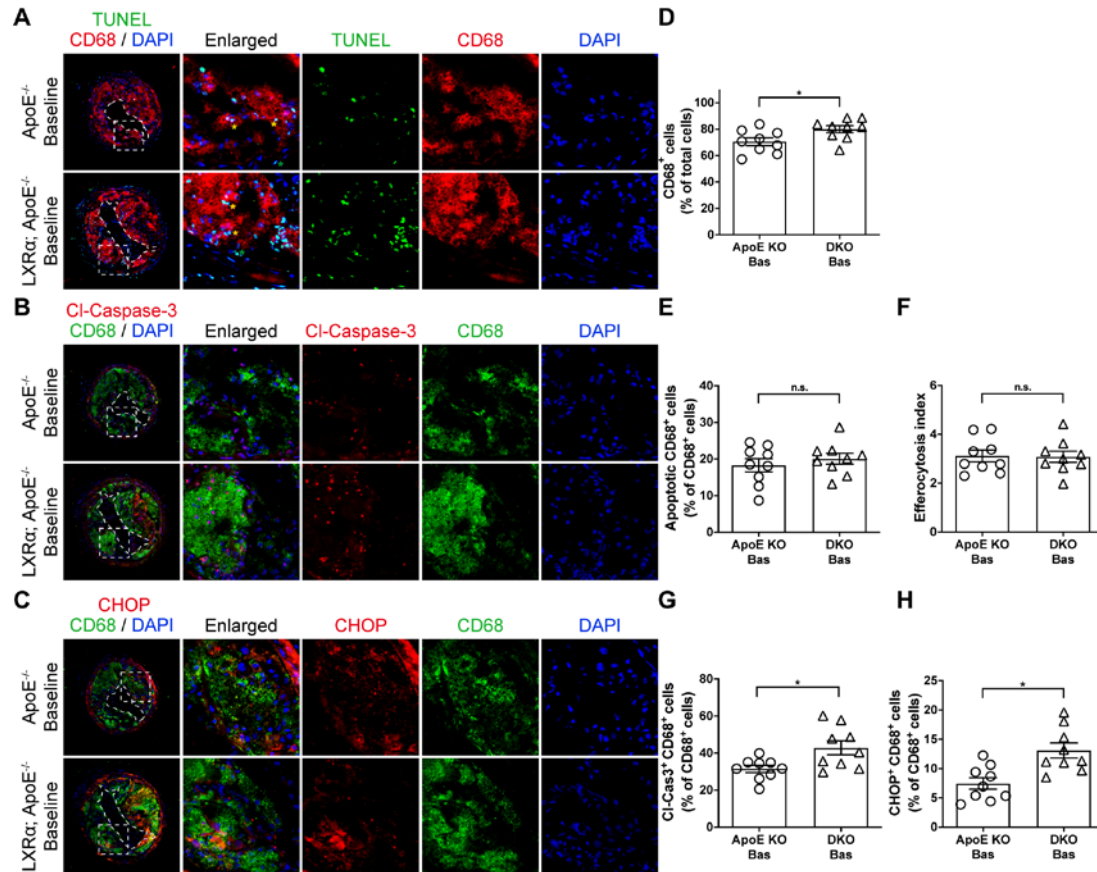 A
TUNEL
CD68 / DAPI
Enlarged
TUNEL
CD68
DAPI
ApoE-/-
Baseline
LXRα; ApoE-/-
Baseline
B
Cl-Caspase-3
CD68 / DAPI
Enlarged
Cl-Caspase-3
CD68
DAPI
ApoE-/-
Baseline
LXRα; ApoE-/-
Baseline
C
CHOP
CD68 / DAPI
Enlarged
CHOP
CD68
DAPI
ApoE-/-
Baseline
LXRα; ApoE-/-
Baseline
D
CD68+ cells
(% of total cells)
100
80
60
40
20
0
*
ApoE KO
Bas
DKO
Bas
E
Apoptotic CD68+ cells
(% of CD68+ cells)
40
30
20
10
0
n.s.
ApoE KO
Bas
DKO
Bas
F
Efferocytosis index
6
4
2
0
n.s.
ApoE KO
Bas
DKO
Bas
G
Cl-Cas3+ CD68+ cells
(% of CD68+ cells)
80
60
40
20
0
*
ApoE KO
Bas
DKO
Bas
H
CHOP+ CD68+ cells
(% of CD68+ cells)
25
20
15
10
5
0
*
ApoE KO
Bas
DKO
Bas